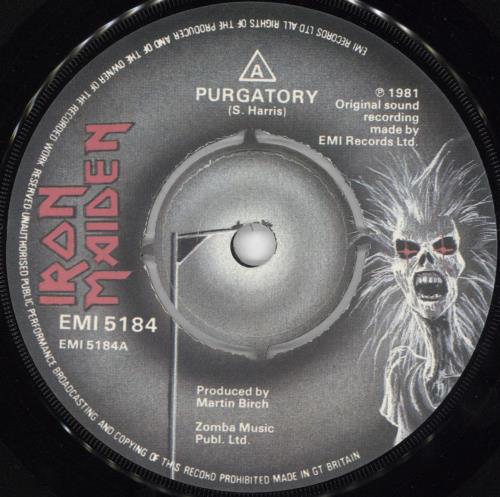 EMI RECORDS LTD ALL RIGHTS OF THE PRODUCER AND OF THE OWNER OF THE RECORDED WORK RESERVED UNAUTHORISED PUBLIC PERFORMANCE BROADCASTING AND COPYING OF THIS RECORD PROHIBITED MADE IN GT BRITAIN
A
PURGATORY
(S. Harris)
℗ 1981
Original sound
recording
made by
EMI Records Ltd.
IRON
MAIDEN
EMI 5184
EMI 5184A
Produced by
Martin Birch
Zomba Music
Publ. Ltd.